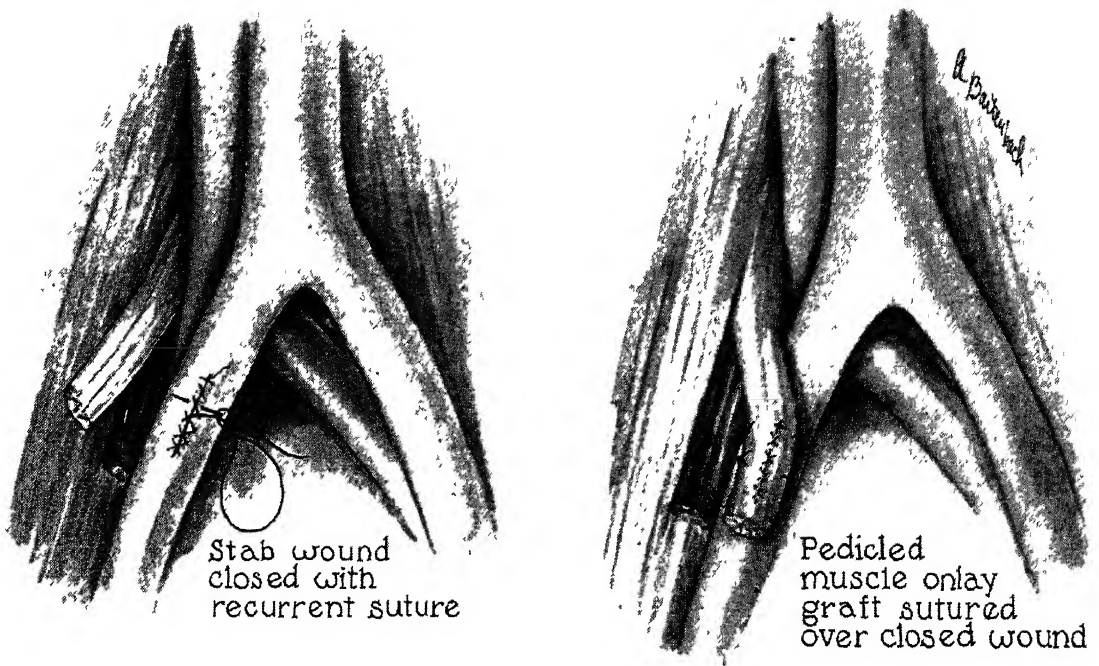 Stab wound
closed with
recurrent suture
Pedicled
muscle onlay
graft sutured
over closed wound